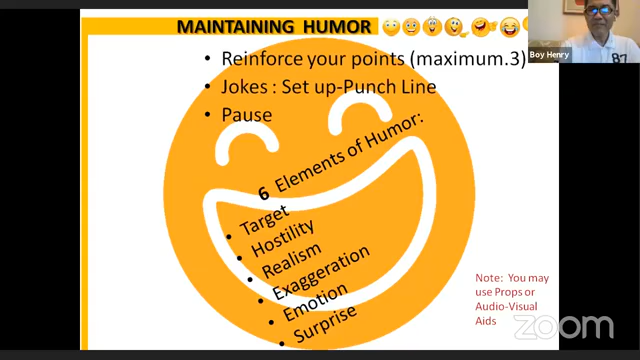 MAINTAINING HUMOR
Boy Henry
87
• Reinforce your points (maximum.3)
• Jokes : Set up-Punch Line
• Pause
6 Elements of Humor:
• Target
• Hostility
• Realism
• Exaggeration
• Emotion
• Surprise
Note: You may
use Props or
Audio-Visual
Aids
zoom